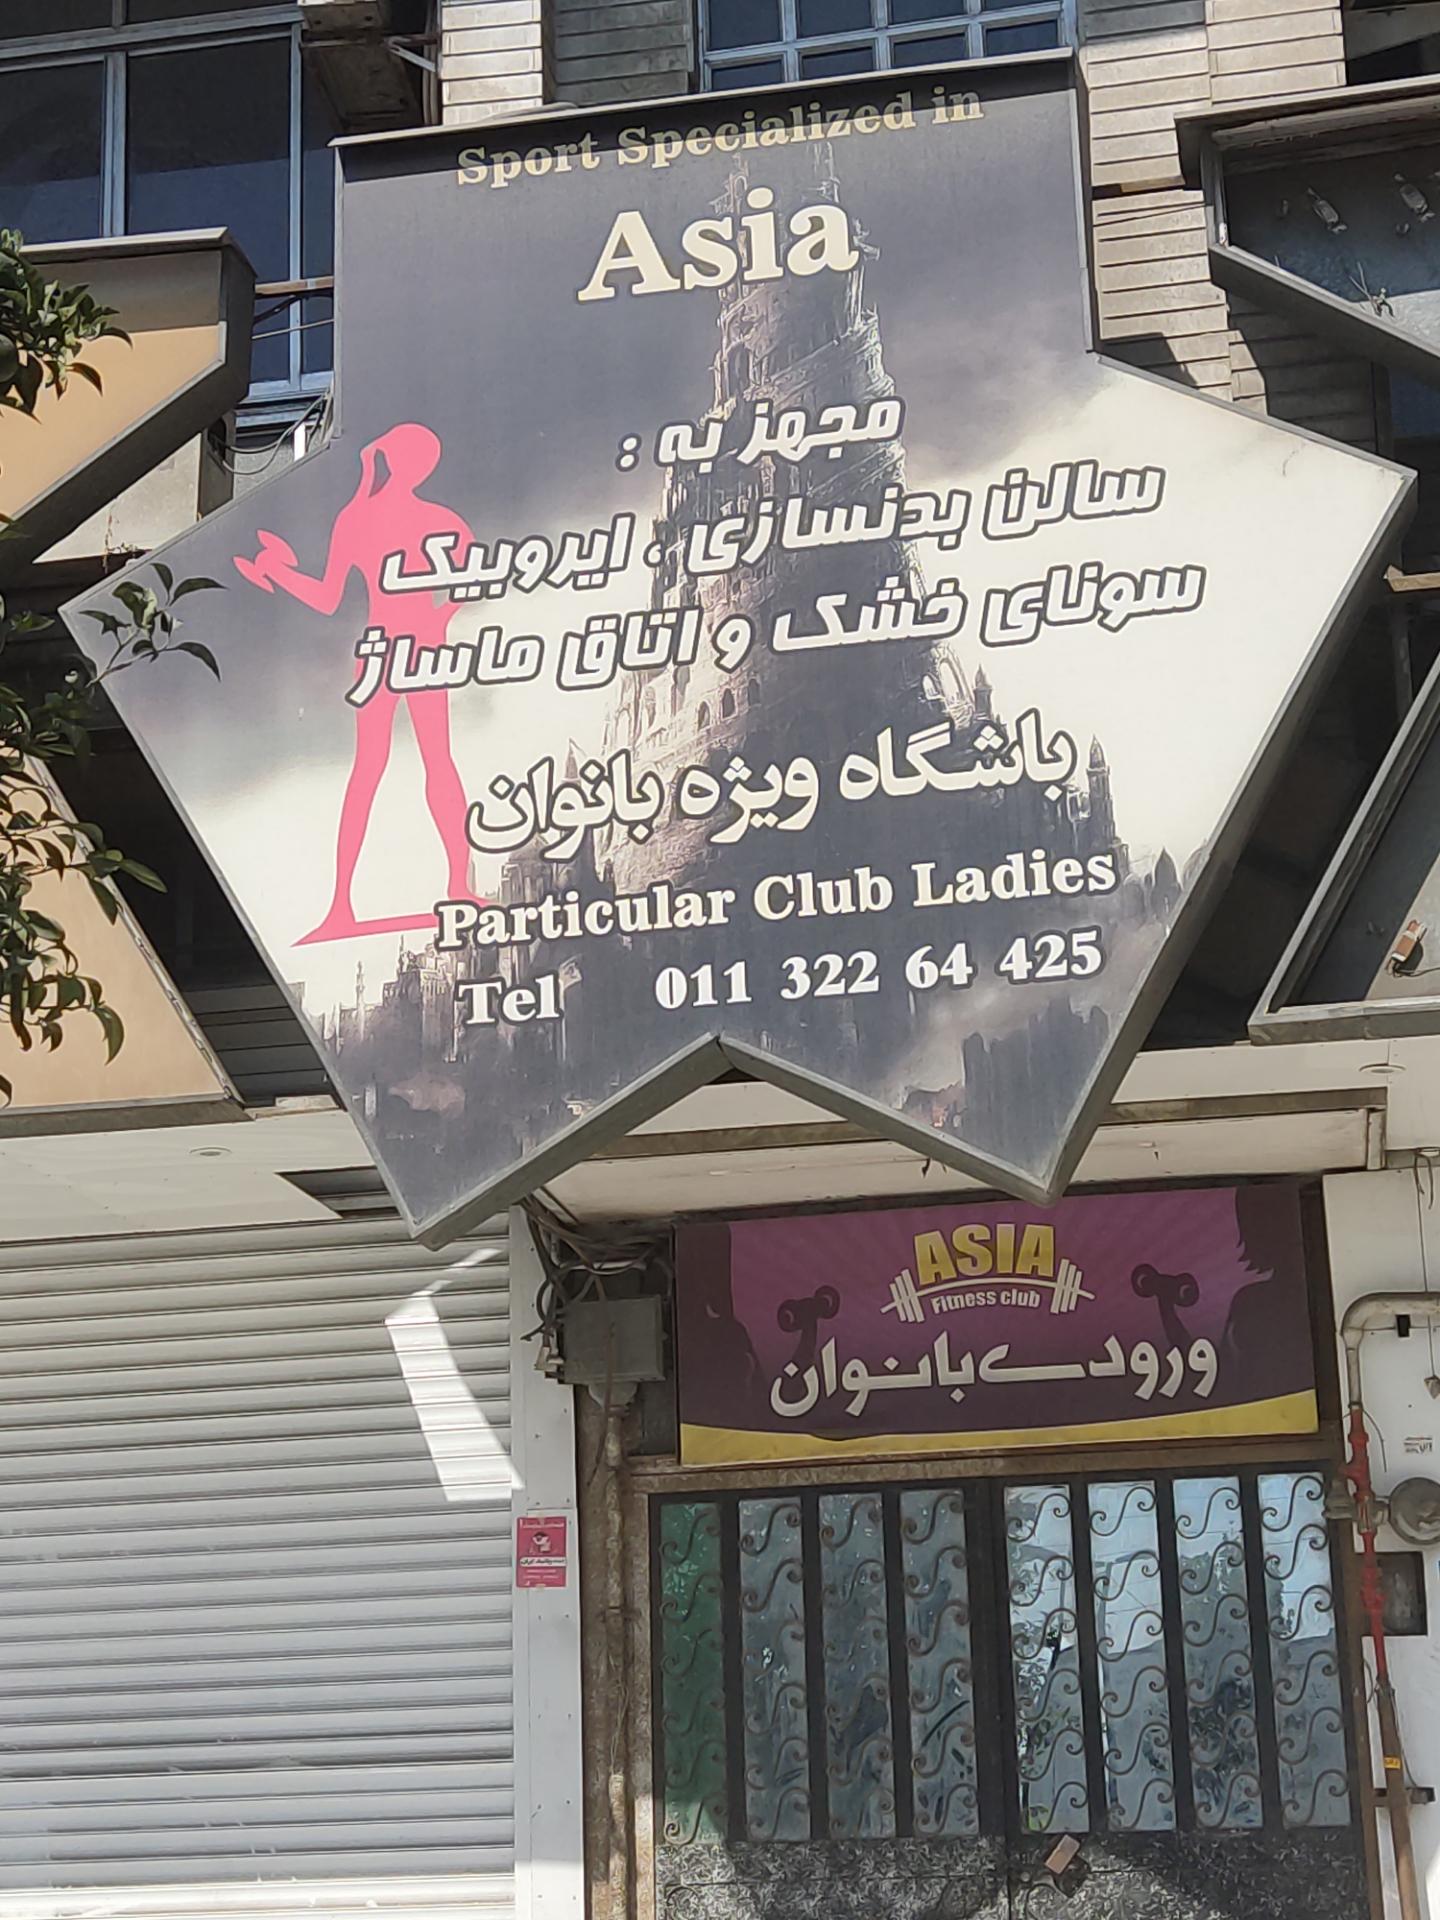 Sport Specialized in
Asia
مجهز به :
سالن بدنسازی ، ایروبیک
سونای خشک و اتاق ماساژ
باشگاه ویژه بانوان
Particular Club Ladies
Tel 011 322 64 425
ASIA
Fitness club
ورودی بانوان